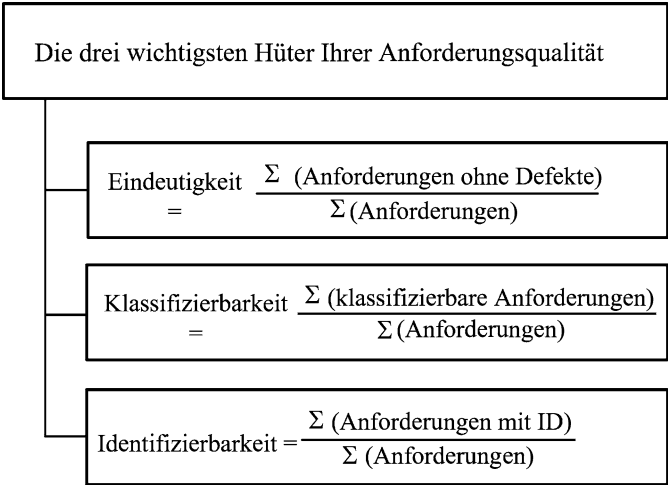 Die drei wichtigsten Hüter Ihrer Anforderungsqualität
Eindeutigkeit = Σ (Anforderungen ohne Defekte)
Σ (Anforderungen)
Klassifizierbarkeit = Σ (klassifizierbare Anforderungen)
Σ (Anforderungen)
Identifizierbarkeit = Σ (Anforderungen mit ID)
Σ (Anforderungen)